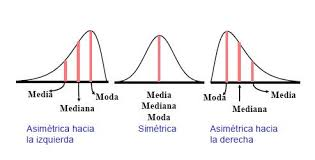 Media
Mediana
Moda
Media
Mediana
Moda
Moda
Mediana
Media
Asimétrica hacia
la izquierda
Simétrica
Asimétrica hacia
la derecha